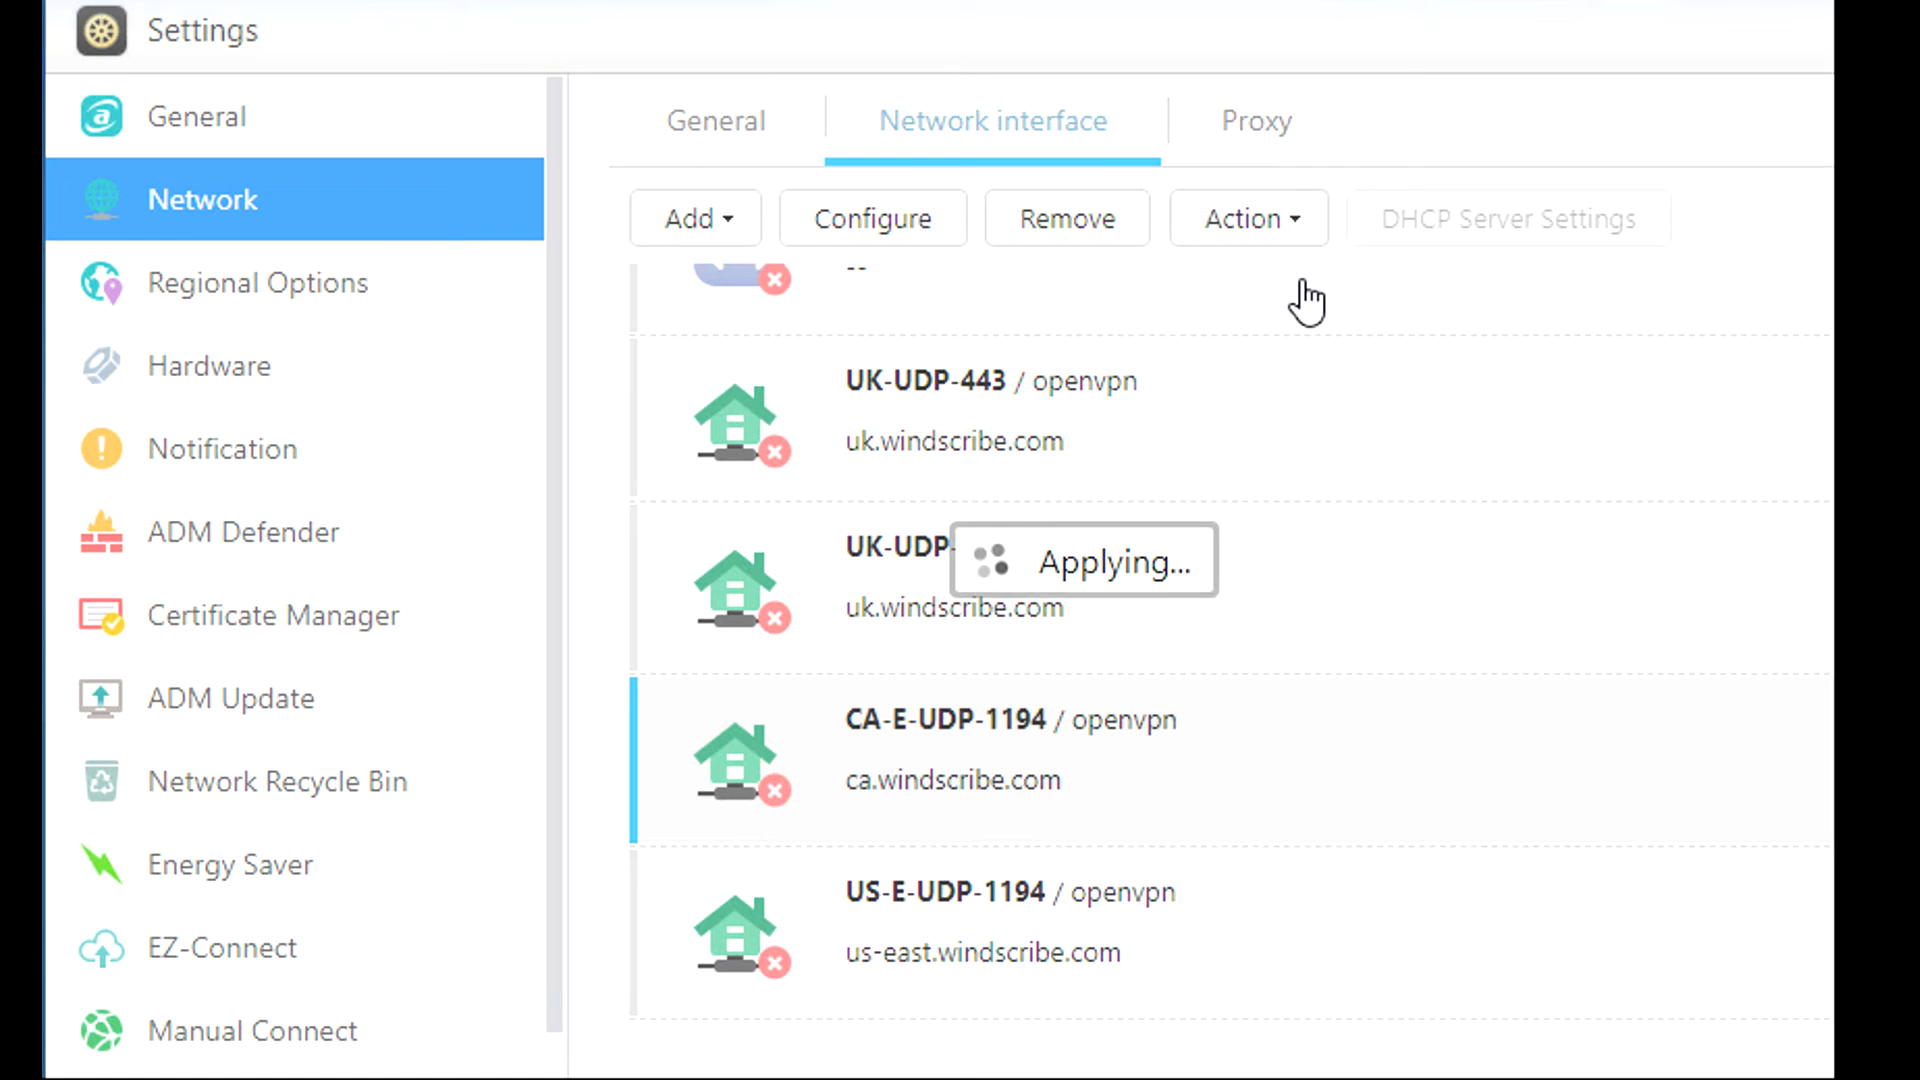 Settings
General
Network
Regional Options
Hardware
Notification
ADM Defender
Certificate Manager
ADM Update
Network Recycle Bin
Energy Saver
EZ-Connect
Manual Connect
General
Network interface
Proxy
Add
Configure
Remove
Action
DHCP Server Settings
--
UK-UDP-443 / openvpn
uk.windscribe.com
UK-UDP-
Applying...
uk.windscribe.com
CA-E-UDP-1194 / openvpn
ca.windscribe.com
US-E-UDP-1194 / openvpn
us-east.windscribe.com